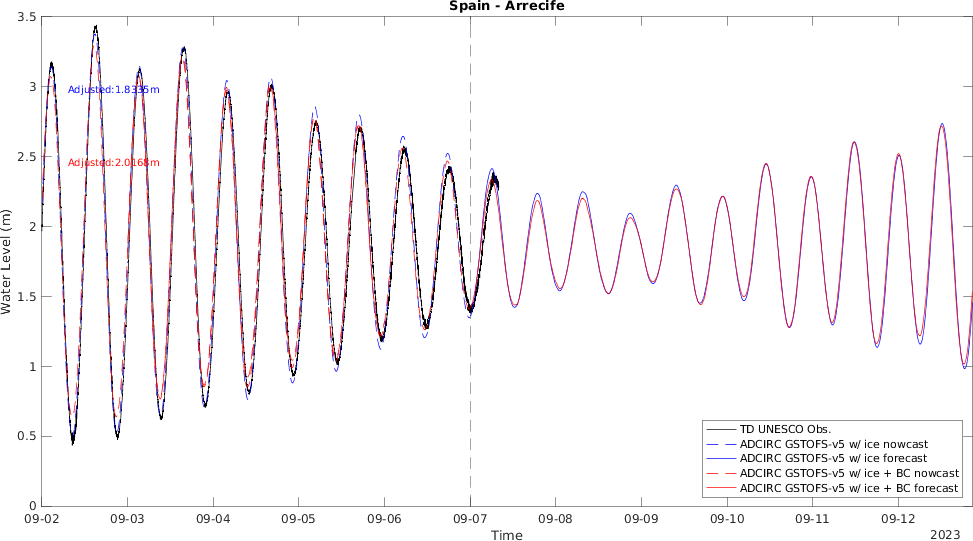 Spain - Arrecife
3.5
3
2.5
2
1.5
1
0.5
0
Water Level (m)
Adjusted:1.8335m
Adjusted:2.0168m
TD UNESCO Obs.
ADCIRC GSTOFS-v5 w/ ice nowcast
ADCIRC GSTOFS-v5 w/ ice forecast
ADCIRC GSTOFS-v5 w/ ice + BC nowcast
ADCIRC GSTOFS-v5 w/ ice + BC forecast
09-02 09-03 09-04 09-05 09-06 09-07 09-08 09-09 09-10 09-11 09-12
Time
2023